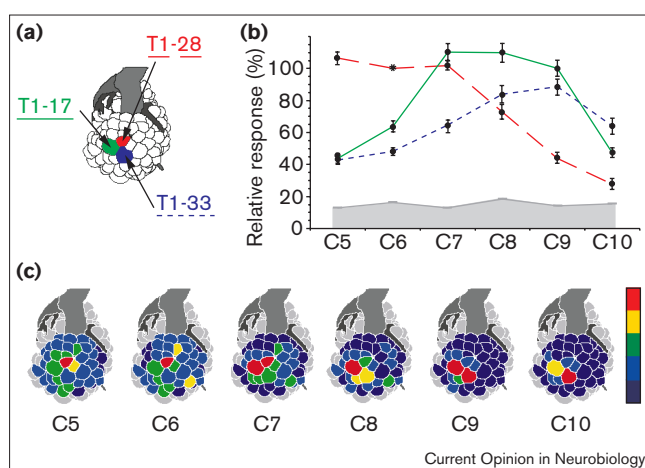 (a)
T1-28
T1-17
T1-33
(b)
Relative response (%)
100
80
60
40
20
0
C5 C6 C7 C8 C9 C10
(c)
C5 C6 C7 C8 C9 C10
Current Opinion in Neurobiology